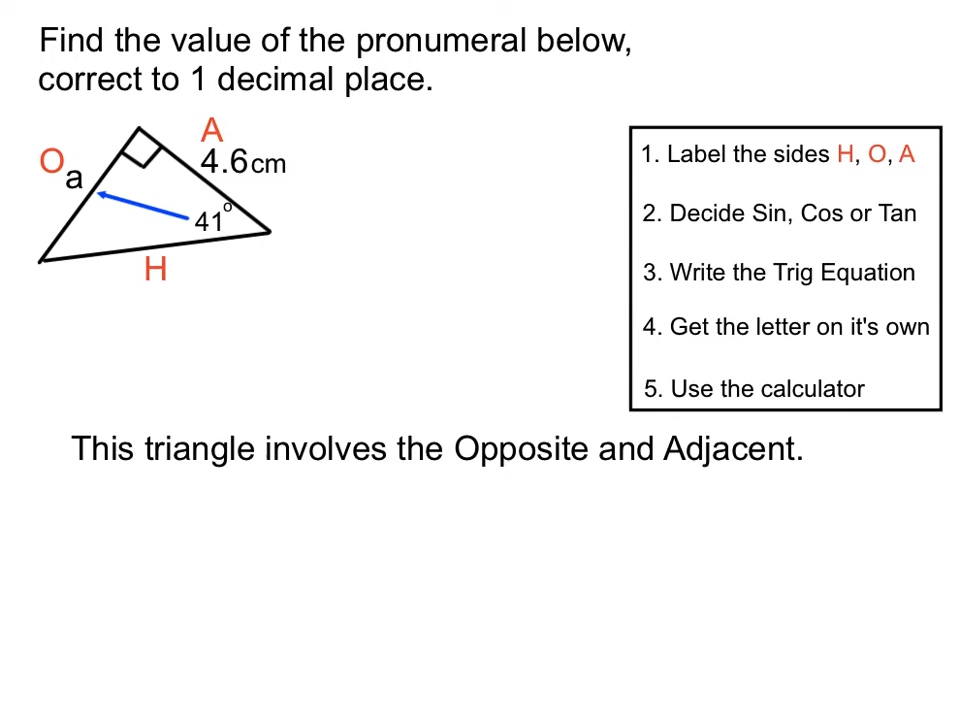 Find the value of the pronumeral below,
correct to 1 decimal place.
A
O
a
4.6cm
41°
H
1. Label the sides H, O, A
2. Decide Sin, Cos or Tan
3. Write the Trig Equation
4. Get the letter on it's own
5. Use the calculator
This triangle involves the Opposite and Adjacent.